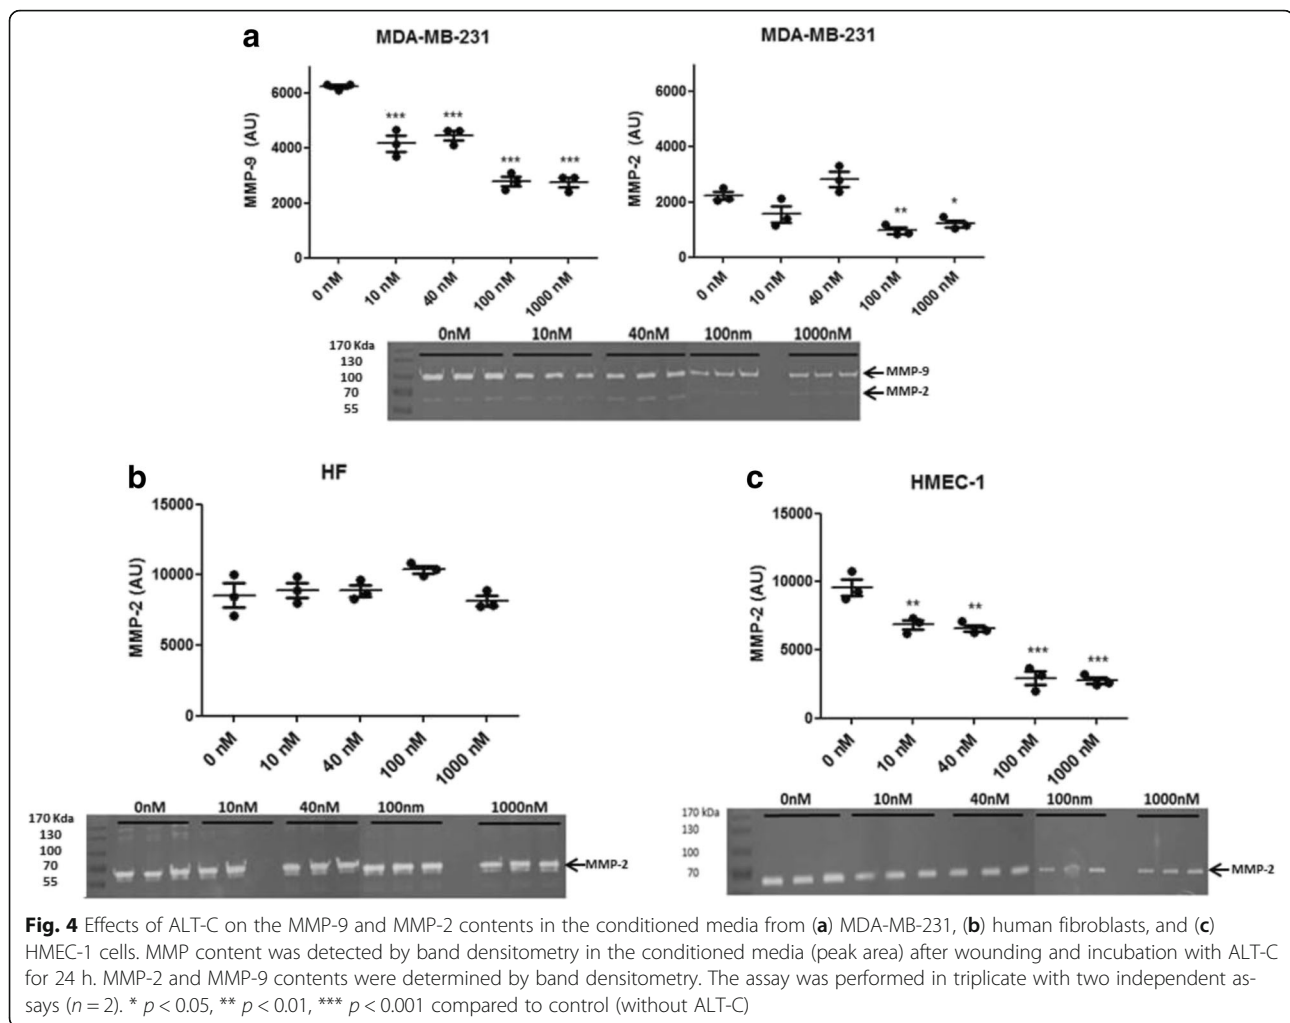 a
MDA-MB-231
MMP-9 (AU)
6000
4000
2000
0
***
***
***
***
0 nM
10 nM
40 nM
100 nM
1000 nM
MDA-MB-231
MMP-2 (AU)
6000
4000
2000
0
**
*
0 nM
10 nM
40 nM
100 nM
1000 nM
0nM 10nM 40nM 100nm 1000nM
170 Kda
130
100
70
55
MMP-9
MMP-2
b
HF
MMP-2 (AU)
15000
10000
5000
0
0 nM
10 nM
40 nM
100 nM
1000 nM
0nM 10nM 40nM 100nm 1000nM
170 Kda
130
100
70
55
MMP-2
c
HMEC-1
MMP-2 (AU)
15000
10000
5000
0
**
**
***
***
0 nM
10 nM
40 nM
100 nM
1000 nM
0nM 10nM 40nM 100nm 1000nM
170 kDa
130
100
70
MMP-2
Fig. 4 Effects of ALT-C on the MMP-9 and MMP-2 contents in the conditioned media from (a) MDA-MB-231, (b) human fibroblasts, and (c)
HMEC-1 cells. MMP content was detected by band densitometry in the conditioned media (peak area) after wounding and incubation with ALT-C
for 24 h. MMP-2 and MMP-9 contents were determined by band densitometry. The assay was performed in triplicate with two independent as-
says (n = 2). * p < 0.05, ** p < 0.01, *** p < 0.001 compared to control (without ALT-C)